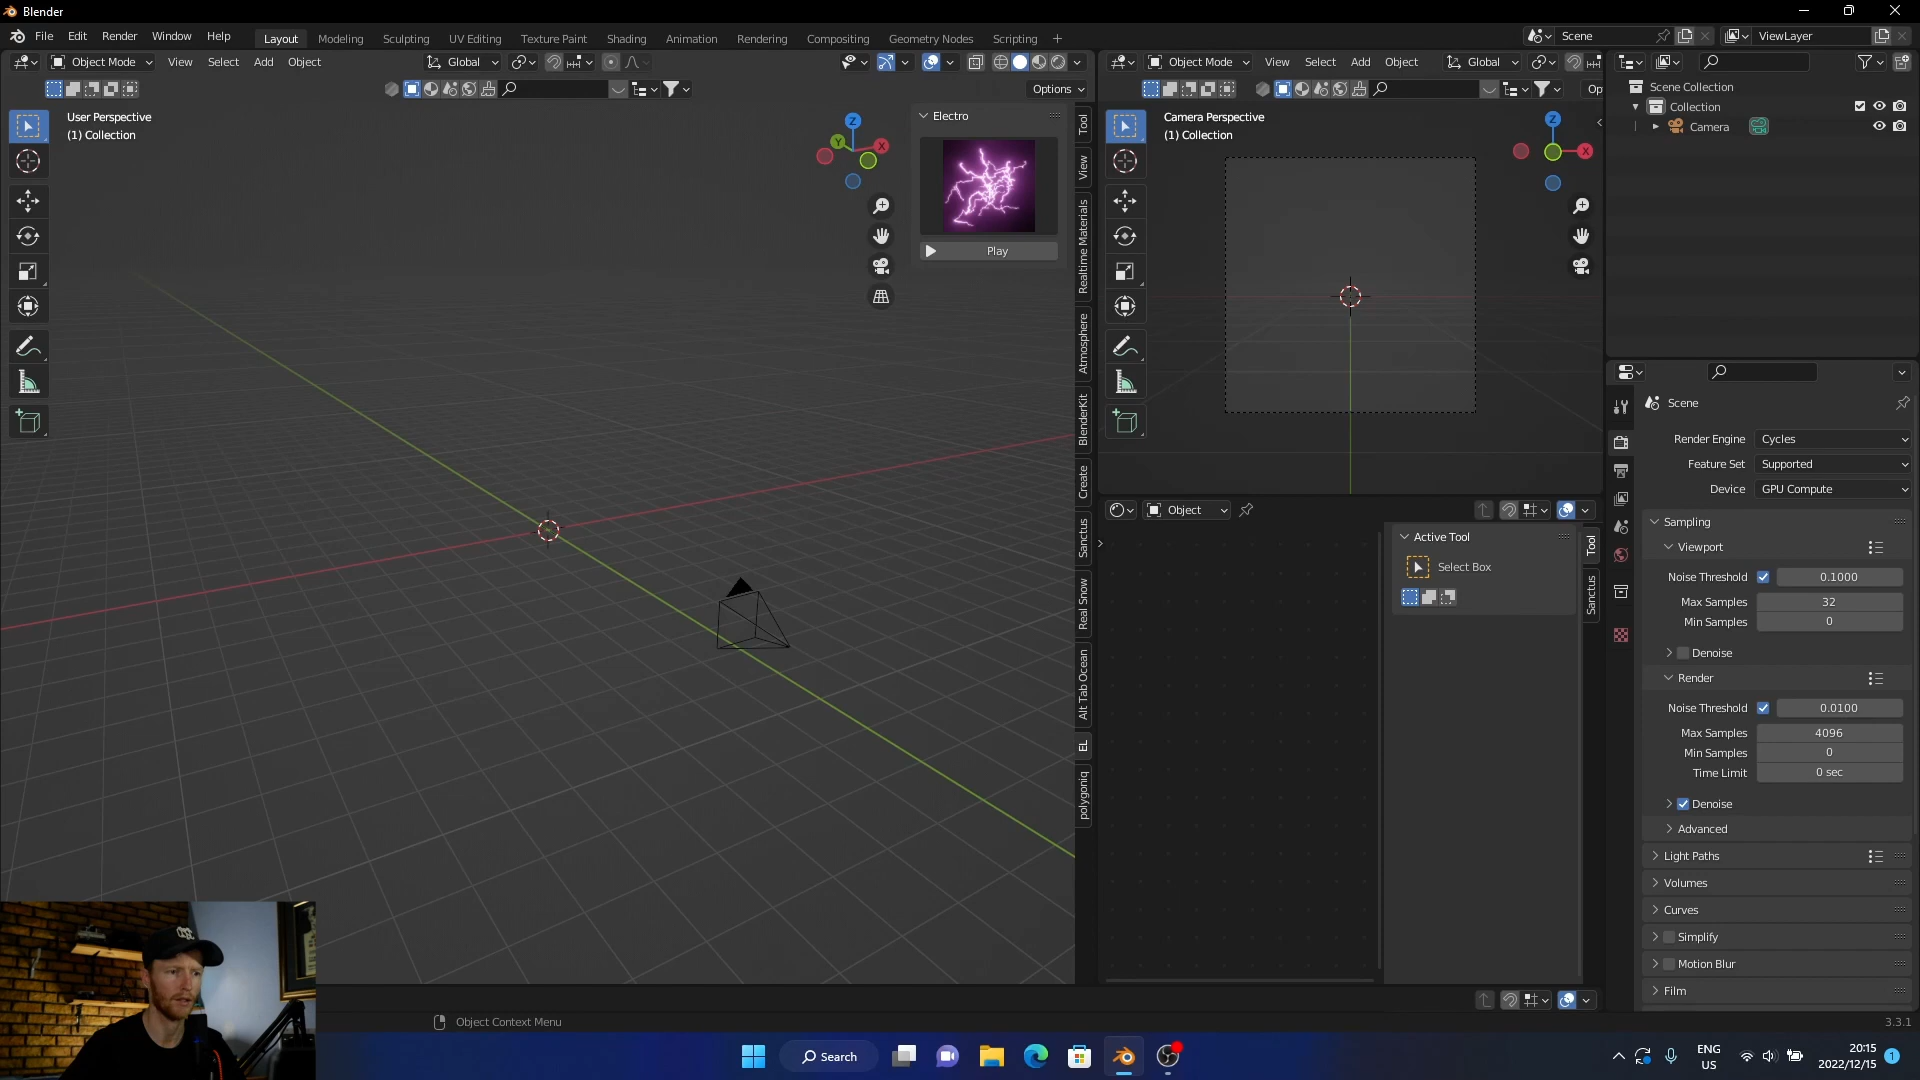 Blender
File Edit Render Window Help Layout Modeling Sculpting UV Editing Texture Paint Shading Animation Rendering Compositing Geometry Nodes Scripting + Scene ViewLayer
Object Mode View Select Add Object Global
Options
User Perspective
(1) Collection
Z
Y
X
Electro
Play
Tool
View
Realtime Materials
Atmosphere
BlenderKit
Create
Sanctus
Real Snow
Alt Tab Ocean
EL
polygoniq
Object Mode View Select Add Object Global
Op
Camera Perspective
(1) Collection
Z
X
Object
Active Tool
Select Box
Tool
Sanctus
Scene Collection
Collection
Camera
Scene
Render Engine Cycles
Feature Set Supported
Device GPU Compute
Sampling
Viewport
Noise Threshold 0.1000
Max Samples 32
Min Samples 0
Denoise
Render
Noise Threshold 0.0100
Max Samples 4096
Min Samples 0
Time Limit 0 sec
Denoise
Advanced
Light Paths
Volumes
Curves
Simplify
Motion Blur
Film
Object Context Menu
3.3.1
Search
ENG
US
20:15
2022/12/15
1